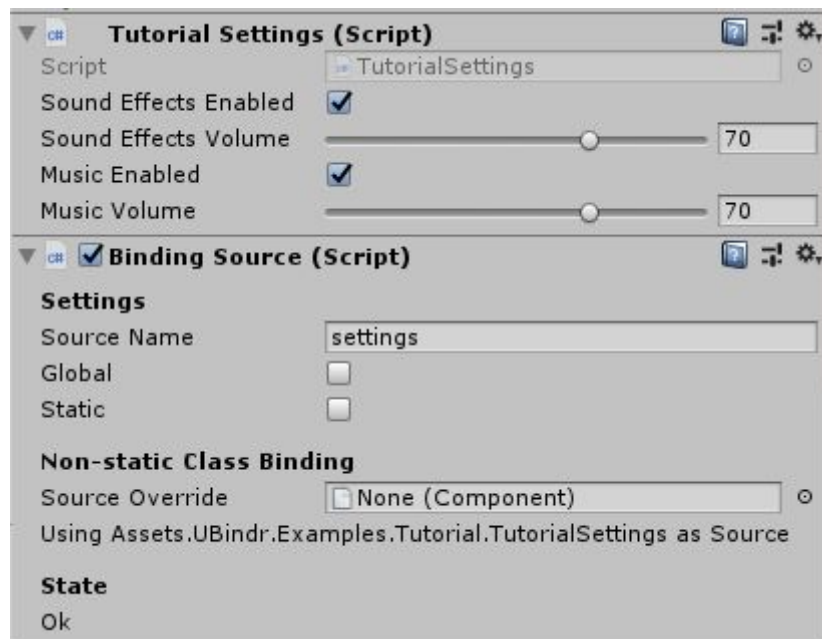 Tutorial Settings (Script)
Script TutorialSettings
Sound Effects Enabled
Sound Effects Volume 70
Music Enabled
Music Volume 70
Binding Source (Script)
Settings
Source Name settings
Global
Static
Non-static Class Binding
Source Override None (Component)
Using Assets.UBindr.Examples.Tutorial.TutorialSettings as Source
State
Ok